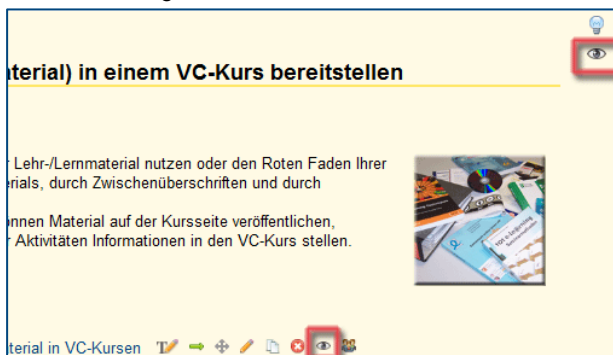 terial) in einem VC-Kurs bereitstellen
Lehr-/Lernmaterial nutzen oder den Roten Faden Ihrer
erials, durch Zwischenüberschriften und durch
nnen Material auf der Kursseite veröffentlichen,
Aktivitäten Informationen in den VC-Kurs stellen.
terial in VC-Kursen